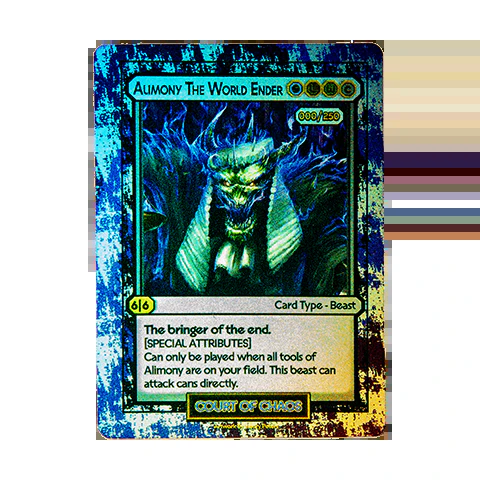 Alimony The World Ender
000/250
6|6
Card Type - Beast
The bringer of the end.
[SPECIAL ATTRIBUTES]
Can only be played when all tools of
Alimony are on your field. This beast can
attack cans directly.
COURT OF CHAOS